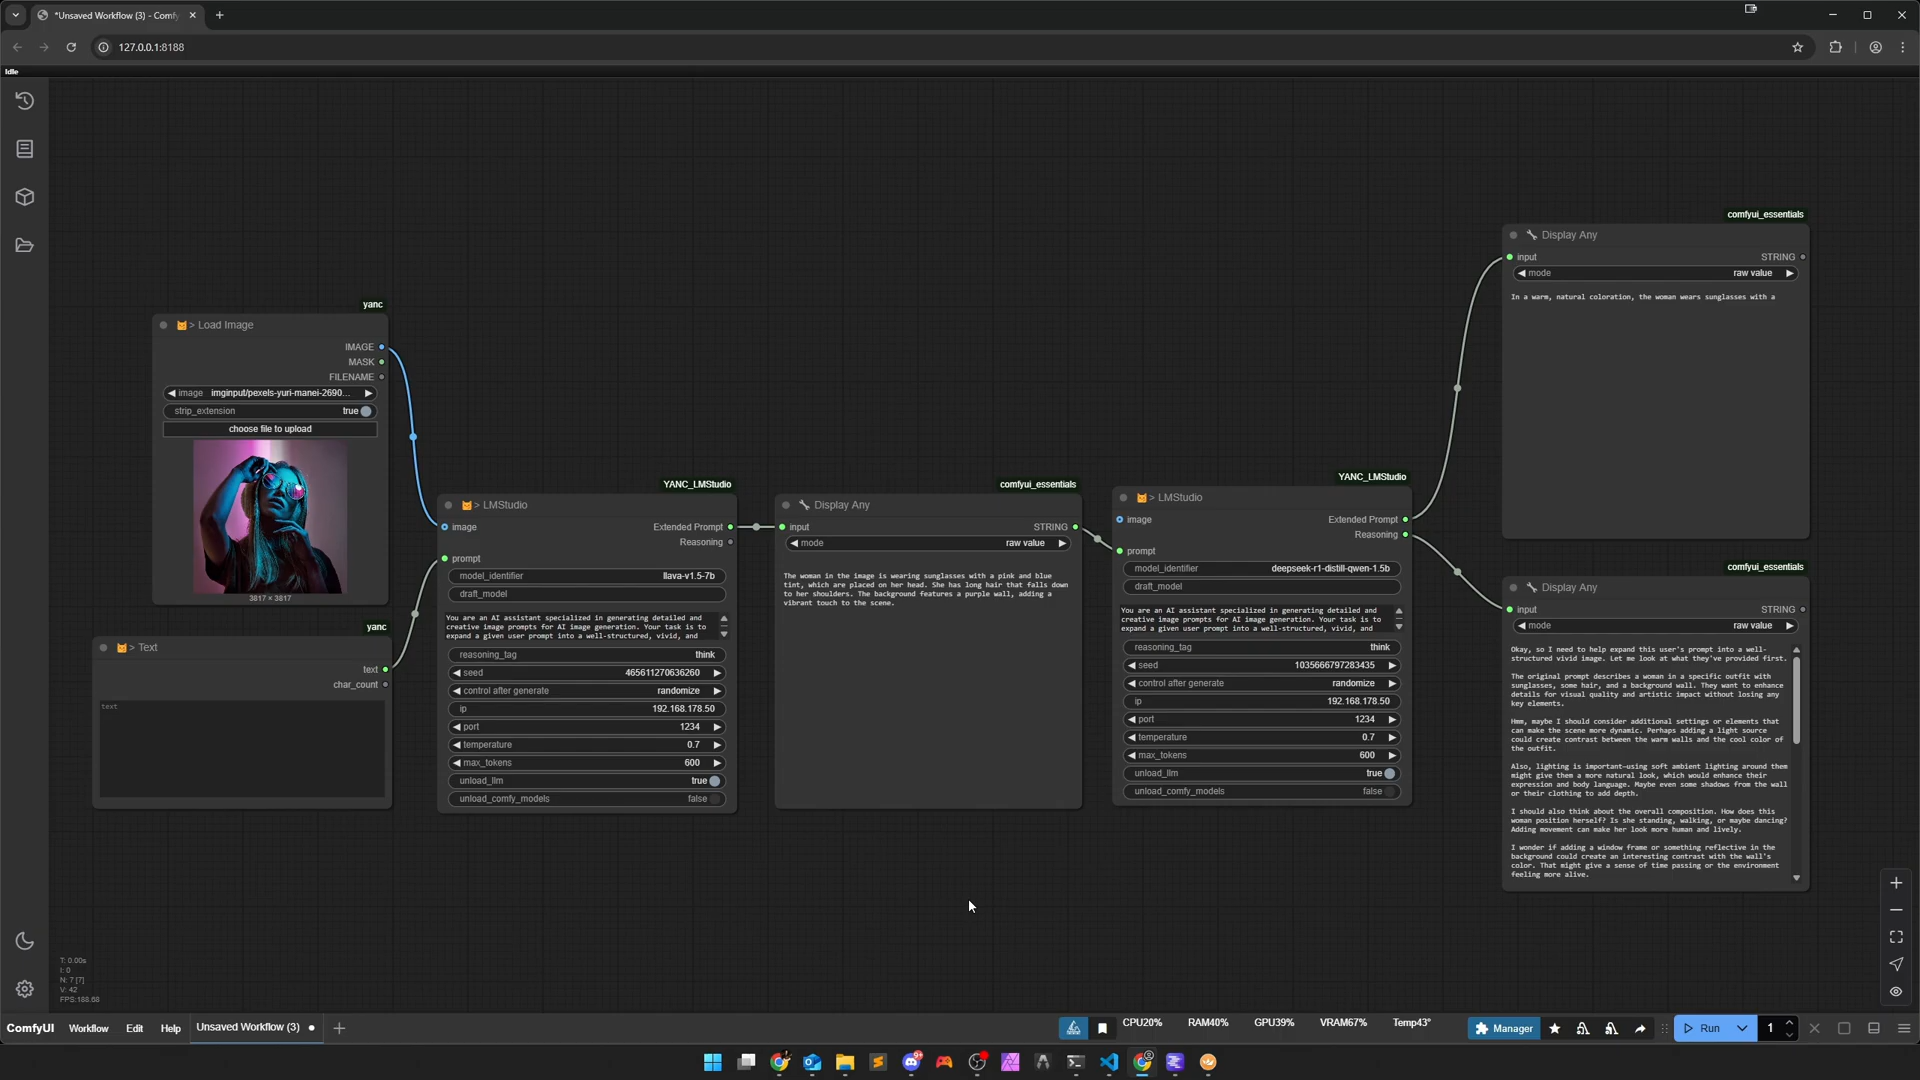 *Unsaved Workflow (3) - Comfy
127.0.0.1:8188
Idle
yanc
> Load Image
IMAGE
MASK
FILENAME
image imginput/pexels-yuri-manei-2690...
strip_extension true
choose file to upload
3817 × 3817
yanc
> Text
text
char_count
text
YANC_LMStudio
> LMStudio
image Extended Prompt
Reasoning
prompt
model_identifier llava-v1.5-7b
draft_model
You are an AI assistant specialized in generating detailed and
creative image prompts for AI image generation. Your task is to
expand a given user prompt into a well-structured, vivid, and
reasoning_tag think
seed 465611270636260
control after generate randomize
ip 192.168.178.50
port 1234
temperature 0.7
max_tokens 600
unload_llm true
unload_comfy_models false
comfyui_essentials
Display Any
input STRING
mode raw value
The woman in the image is wearing sunglasses with a pink and blue
tint, which are placed on her head. She has long hair that falls down
to her shoulders. The background features a purple wall, adding a
vibrant touch to the scene.
YANC_LMStudio
> LMStudio
image Extended Prompt
Reasoning
prompt
model_identifier deepseek-r1-distill-qwen-1.5b
draft_model
You are an AI assistant specialized in generating detailed and
creative image prompts for AI image generation. Your task is to
expand a given user prompt into a well-structured, vivid, and
reasoning_tag think
seed 1035666797283435
control after generate randomize
ip 192.168.178.50
port 1234
temperature 0.7
max_tokens 600
unload_llm true
unload_comfy_models false
comfyui_essentials
Display Any
input STRING
mode raw value
In a warm, natural coloration, the woman wears sunglasses with a
comfyui_essentials
Display Any
input STRING
mode raw value
Okay, so I need to help expand this user's prompt into a well-
structured vivid image. Let me look at what they've provided first.
The original prompt describes a woman in a specific outfit with
sunglasses, some hair, and a background wall. They want to enhance
details for visual quality and artistic impact without losing any
key elements.
Hmm, maybe I should consider additional settings or elements that
can make the scene more dynamic. Perhaps adding a light source
could create contrast between the warm walls and the cool color of
the outfit.
Also, lighting is important-using soft ambient lighting around them
might give them a more natural look, which would enhance their
expression and body language. Maybe even some shadows from the wall
or their clothing to add depth.
I should also think about the overall composition. How does this
woman position herself? Is she standing, walking, or maybe dancing?
Adding movement can make her look more human and lively.
I wonder if adding a window frame or something reflective in the
background could create an interesting contrast with the wall's
color. That might give a sense of time passing or the environment
feeling more alive.
T: 0.00s
I: 0
N: 7 [7]
V: 42
FPS:188.68
ComfyUI Workflow Edit Help Unsaved Workflow (3)
CPU20% RAM40% GPU39% VRAM67% Temp43°
Manager
Run
1